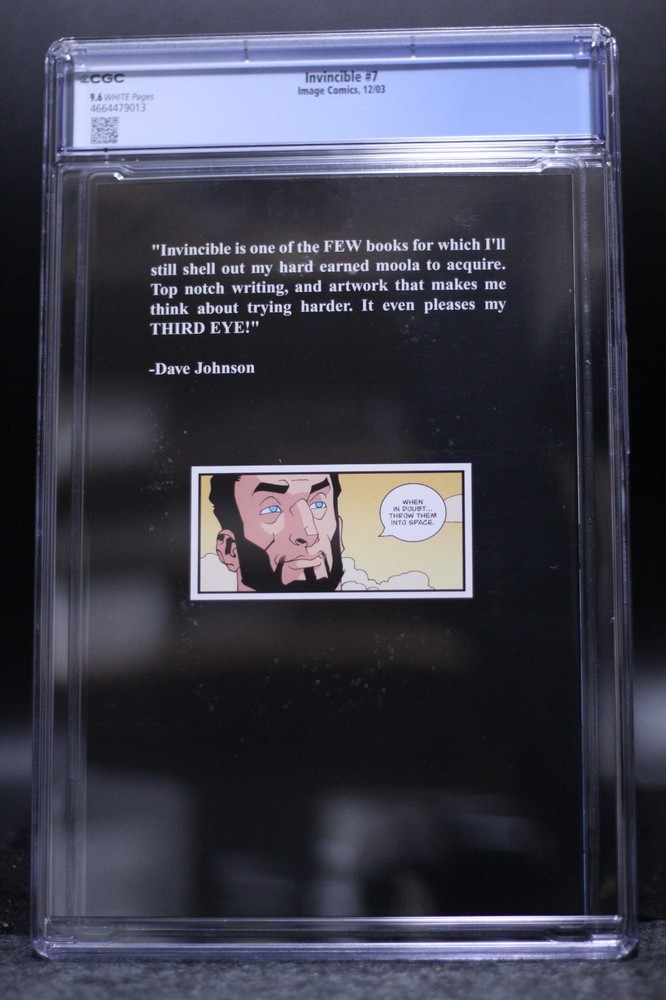 CGC
Invincible #7
Image Comics, 12/03
9.6 WHITE Pages
4664479013
"Invincible is one of the FEW books for which I'll
still shell out my hard earned moola to acquire.
Top notch writing, and artwork that makes me
think about trying harder. It even pleases my
THIRD EYE!"
-Dave Johnson
WHEN
IN DOUBT...
THROW THEM
INTO SPACE.